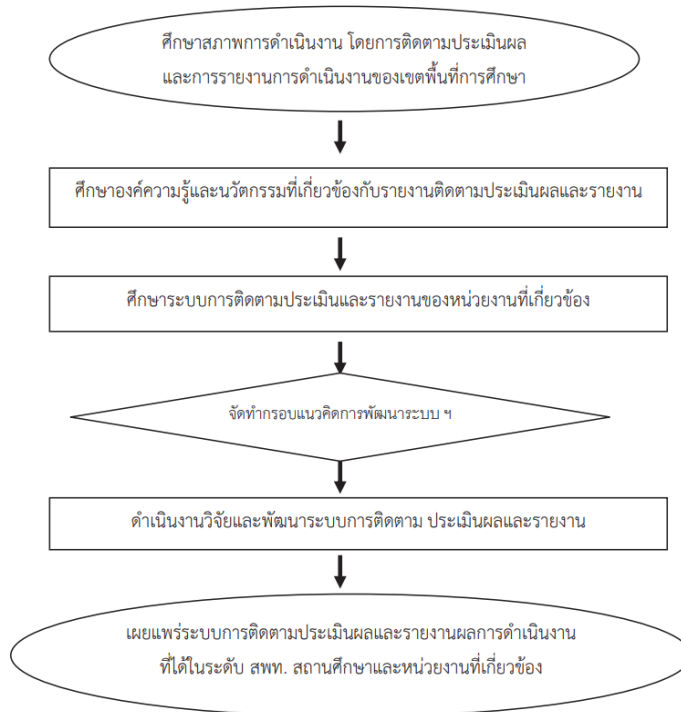 ศึกษาสภาพการดำเนินงาน โดยการติดตามประเมินผล
และการรายงานการดำเนินงานของเขตพื้นที่การศึกษา
ศึกษาองค์ความรู้และนวัตกรรมที่เกี่ยวข้องกับรายงานติดตามประเมินผลและรายงาน
ศึกษาระบบการติดตามประเมินและรายงานของหน่วยงานที่เกี่ยวข้อง
จัดทำกรอบแนวคิดการพัฒนาระบบ ฯ
ดำเนินงานวิจัยและพัฒนาระบบการติดตาม ประเมินผลและรายงาน
เผยแพร่ระบบการติดตามประเมินผลและรายงานผลการดำเนินงาน
ที่ได้ในระดับ สพท. สถานศึกษาและหน่วยงานที่เกี่ยวข้อง